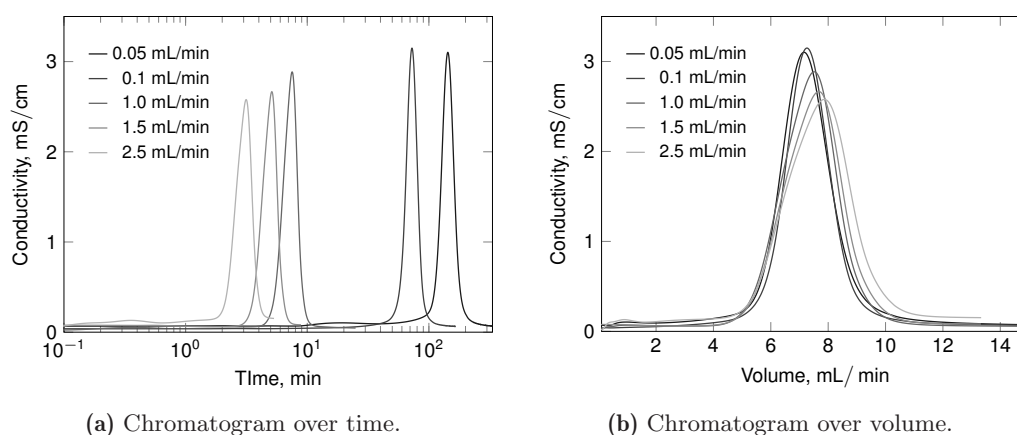 3
2
1
0
Conductivity, mS/cm
0.05 mL/min
0.1 mL/min
1.0 mL/min
1.5 mL/min
2.5 mL/min
10⁻¹ 10⁰ 10¹ 10²
TIme, min
(a) Chromatogram over time.
3
2
1
0
Conductivity, mS/cm
0.05 mL/min
0.1 mL/min
1.0 mL/min
1.5 mL/min
2.5 mL/min
2 4 6 8 10 12 14
Volume, mL/ min
(b) Chromatogram over volume.